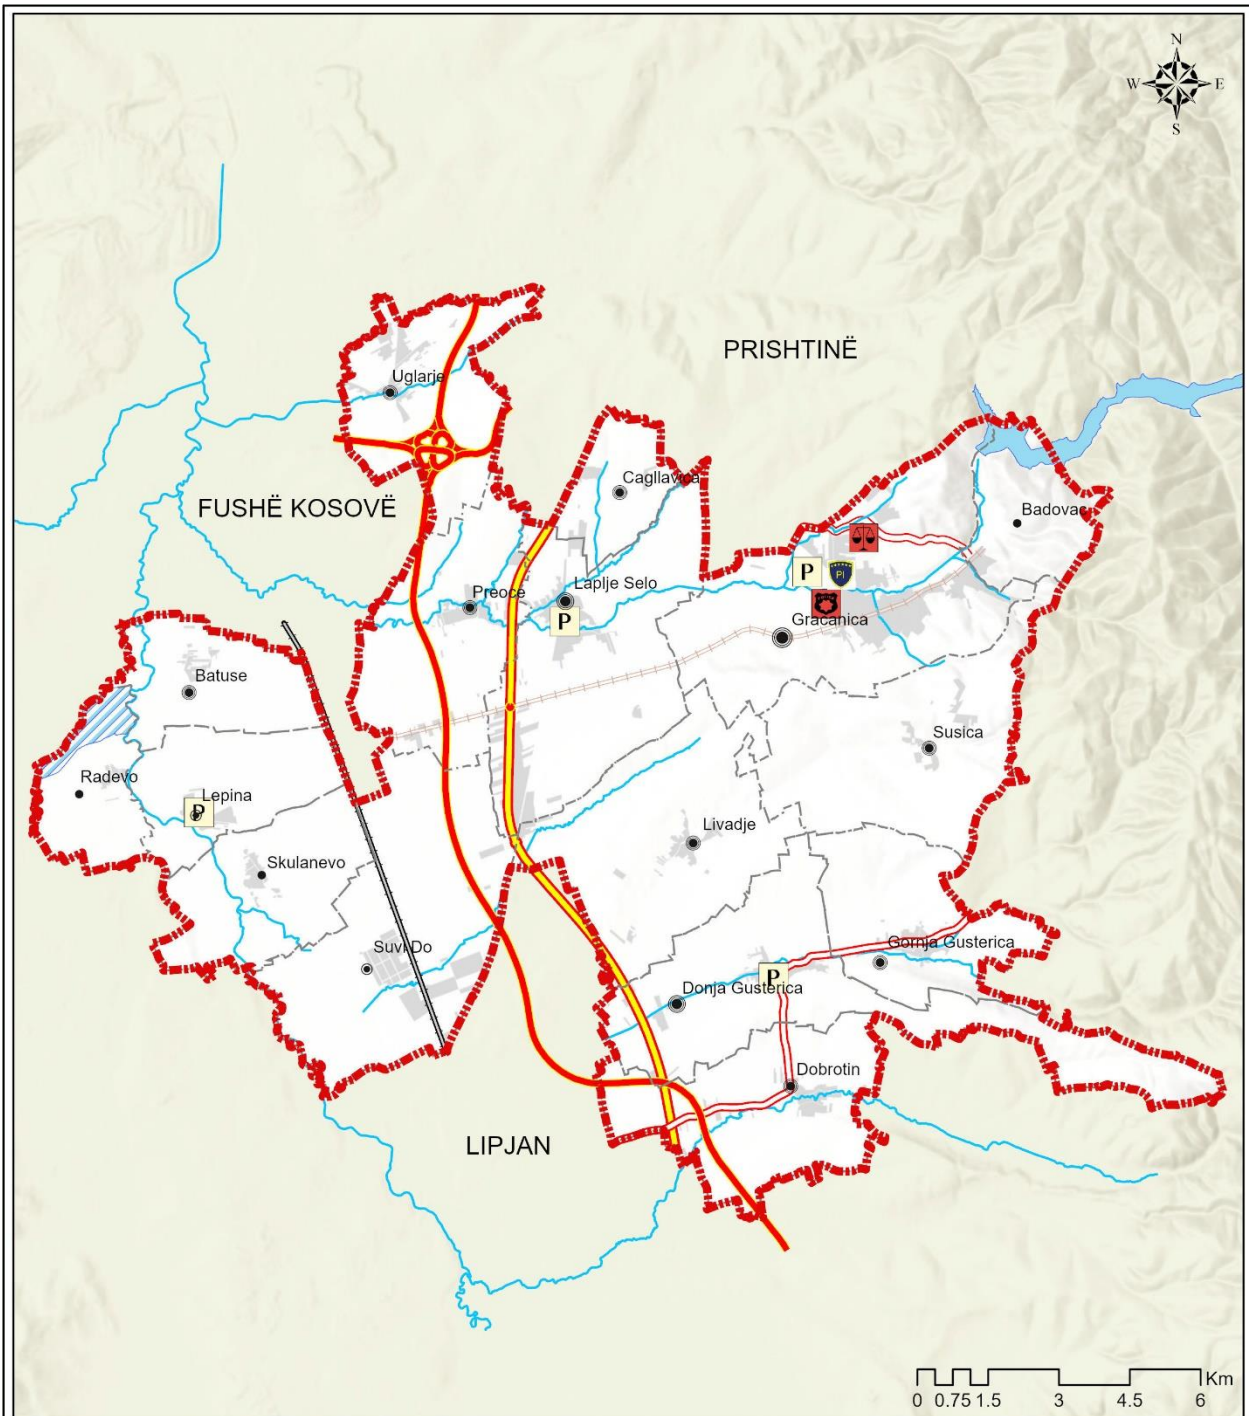 N
W E
S
PRISHTINË
Uglarje
Cagllavica
FUSHË KOSOVË
Badovac
P PI
Preoce
Laplje Selo
P
Gracanica
Batuse
Susica
Radevo
Lepina
P
Livadje
Skulanevo
Suvi Do
Gornja Gusterica
P
Donja Gusterica
Dobrotin
LIPJAN
Km
0 0.75 1.5 3 4.5 6